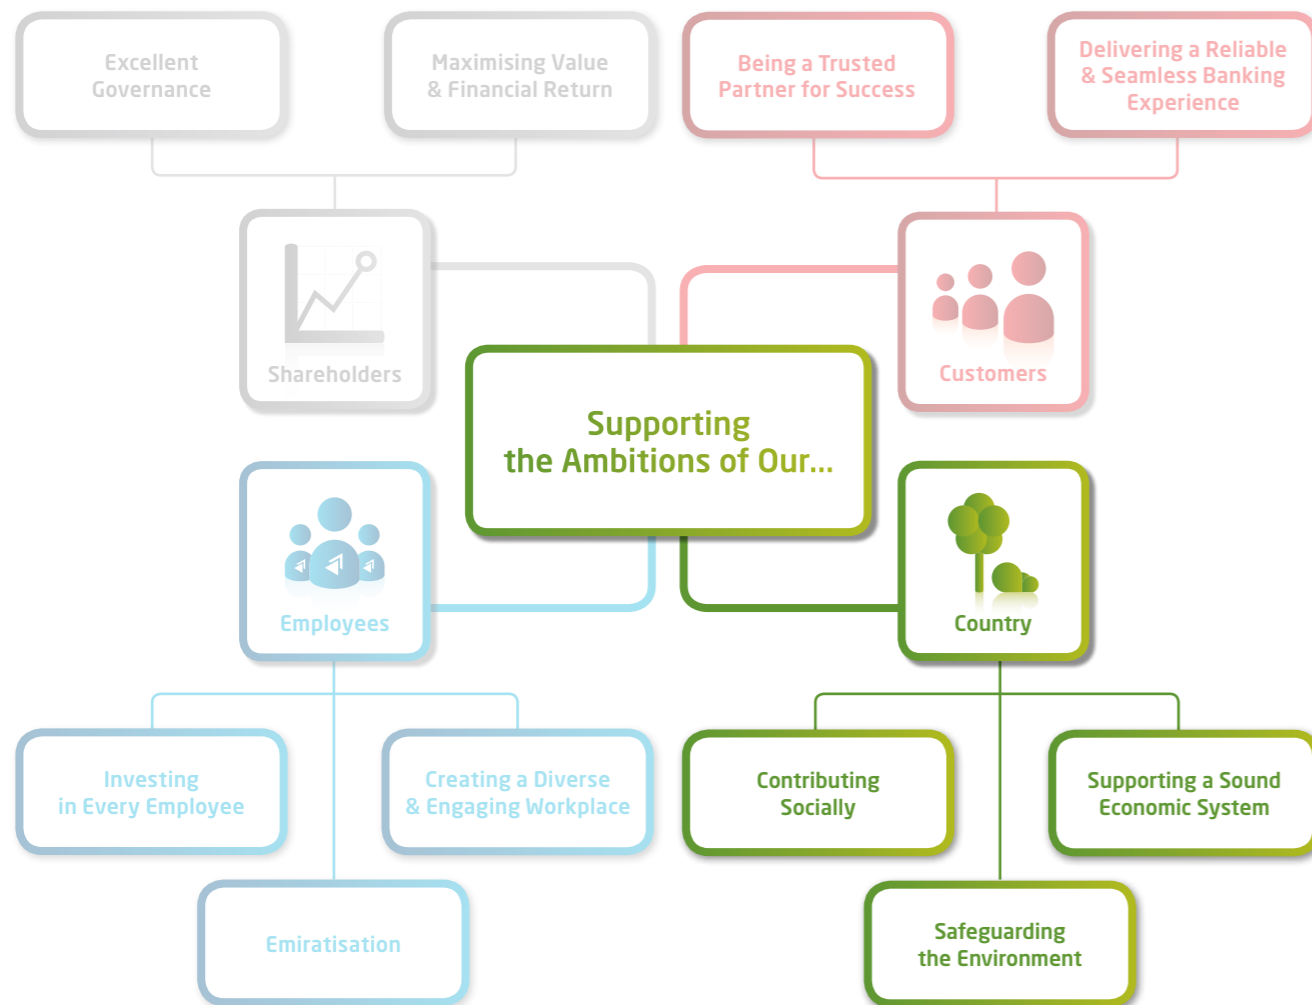 Excellent
Governance
Maximising Value
& Financial Return
Being a Trusted
Partner for Success
Delivering a Reliable
& Seamless Banking
Experience
Shareholders
Customers
Supporting
the Ambitions of Our...
Employees
Country
Investing
in Every Employee
Creating a Diverse
& Engaging Workplace
Contributing
Socially
Supporting a Sound
Economic System
Emiratisation
Safeguarding
the Environment